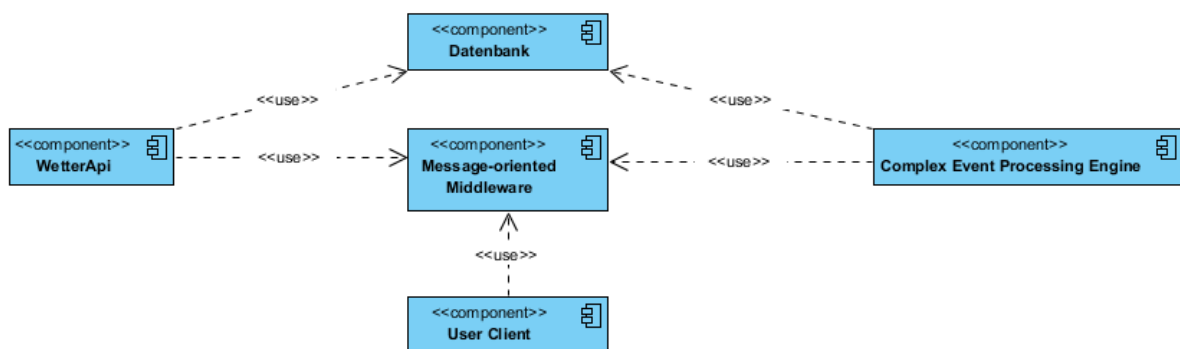 <<component>>
Datenbank
<<use>>
<<use>>
<<component>>
WetterApi
<<use>>
<<component>>
Message-oriented
Middleware
<<use>>
<<component>>
Complex Event Processing Engine
<<use>>
<<component>>
User Client